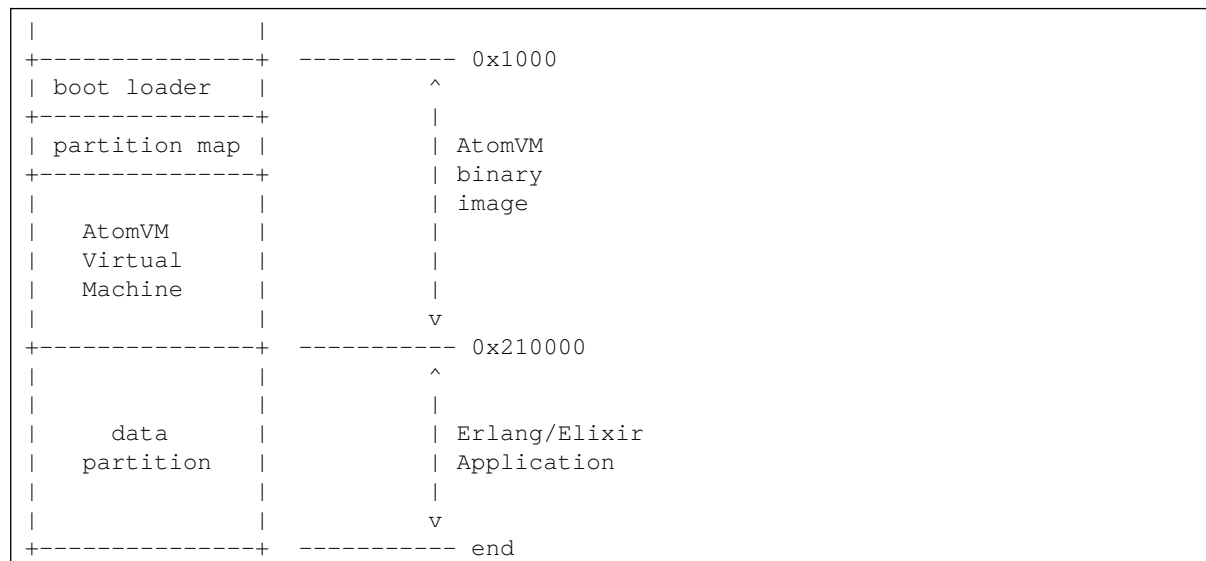 |               |
+---------------+  ----------- 0x1000
| boot loader   |           ^
+---------------+           |
| partition map |           | AtomVM
+---------------+           | binary
|               |           | image
|   AtomVM      |           |
|   Virtual     |           |
|   Machine     |           |
|               |           v
+---------------+  ----------- 0x210000
|               |           ^
|               |           |
|     data      |           | Erlang/Elixir
|   partition   |           | Application
|               |           |
|               |           v
+---------------+  ----------- end